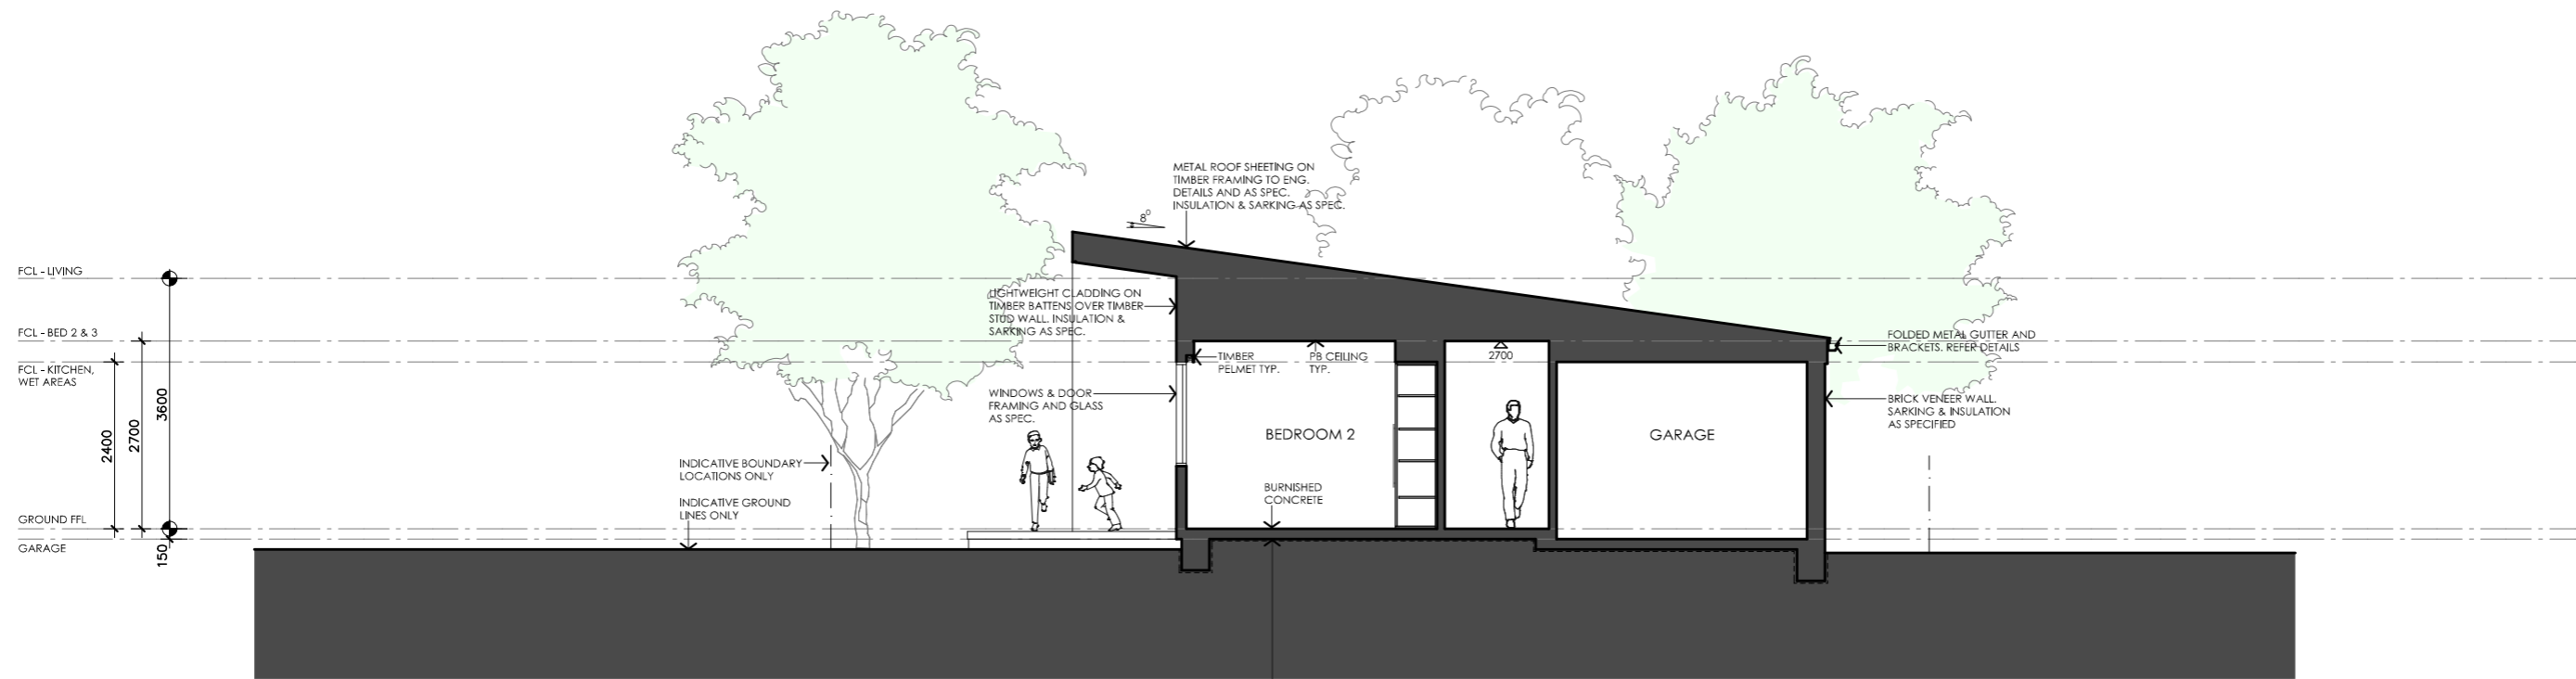 METAL ROOF SHEETING ON
TIMBER FRAMING TO ENG.
DETAILS AND AS SPEC.
INSULATION & SARKING AS SPEC.
8°
FCL - LIVING
LIGHTWEIGHT CLADDING ON
TIMBER BATTENS OVER TIMBER
STUD WALL. INSULATION &
SARKING AS SPEC.
FCL - BED 2 & 3
FOLDED METAL GUTTER AND
BRACKETS. REFER DETAILS
TIMBER
PELMET TYP.
PB CEILING
TYP.
2700
FCL - KITCHEN,
WET AREAS
WINDOWS & DOOR
FRAMING AND GLASS
AS SPEC.
BRICK VENEER WALL.
SARKING & INSULATION
AS SPECIFIED
2400
2700
3600
BEDROOM 2
GARAGE
INDICATIVE BOUNDARY
LOCATIONS ONLY
BURNISHED
CONCRETE
INDICATIVE GROUND
LINES ONLY
GROUND FFL
GARAGE
150